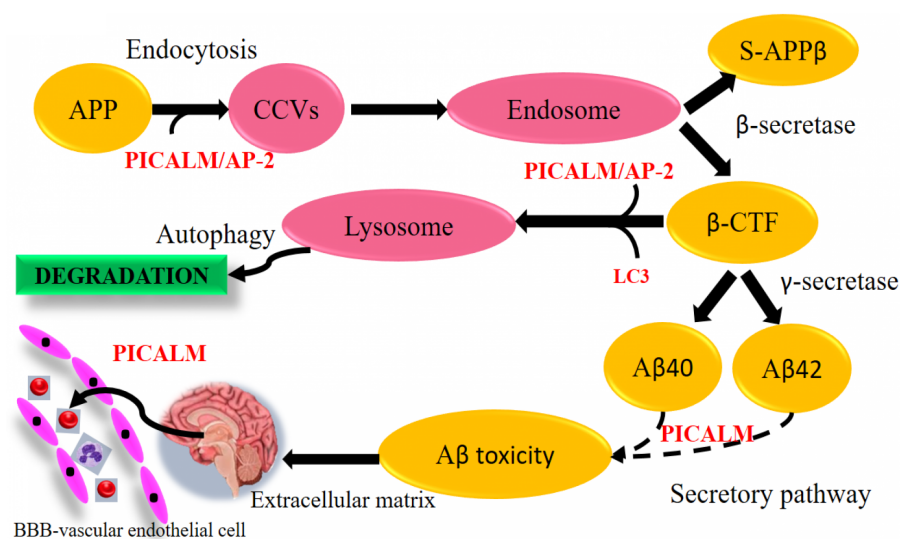 Endocytosis
S-APPβ
APP
CCVs
Endosome
β-secretase
PICALM/AP-2
PICALM/AP-2
β-CTF
Lysosome
Autophagy
LC3
DEGRADATION
γ-secretase
PICALM
Aβ40
Aβ42
PICALM
Aβ toxicity
Secretory pathway
Extracellular matrix
BBB-vascular endothelial cell